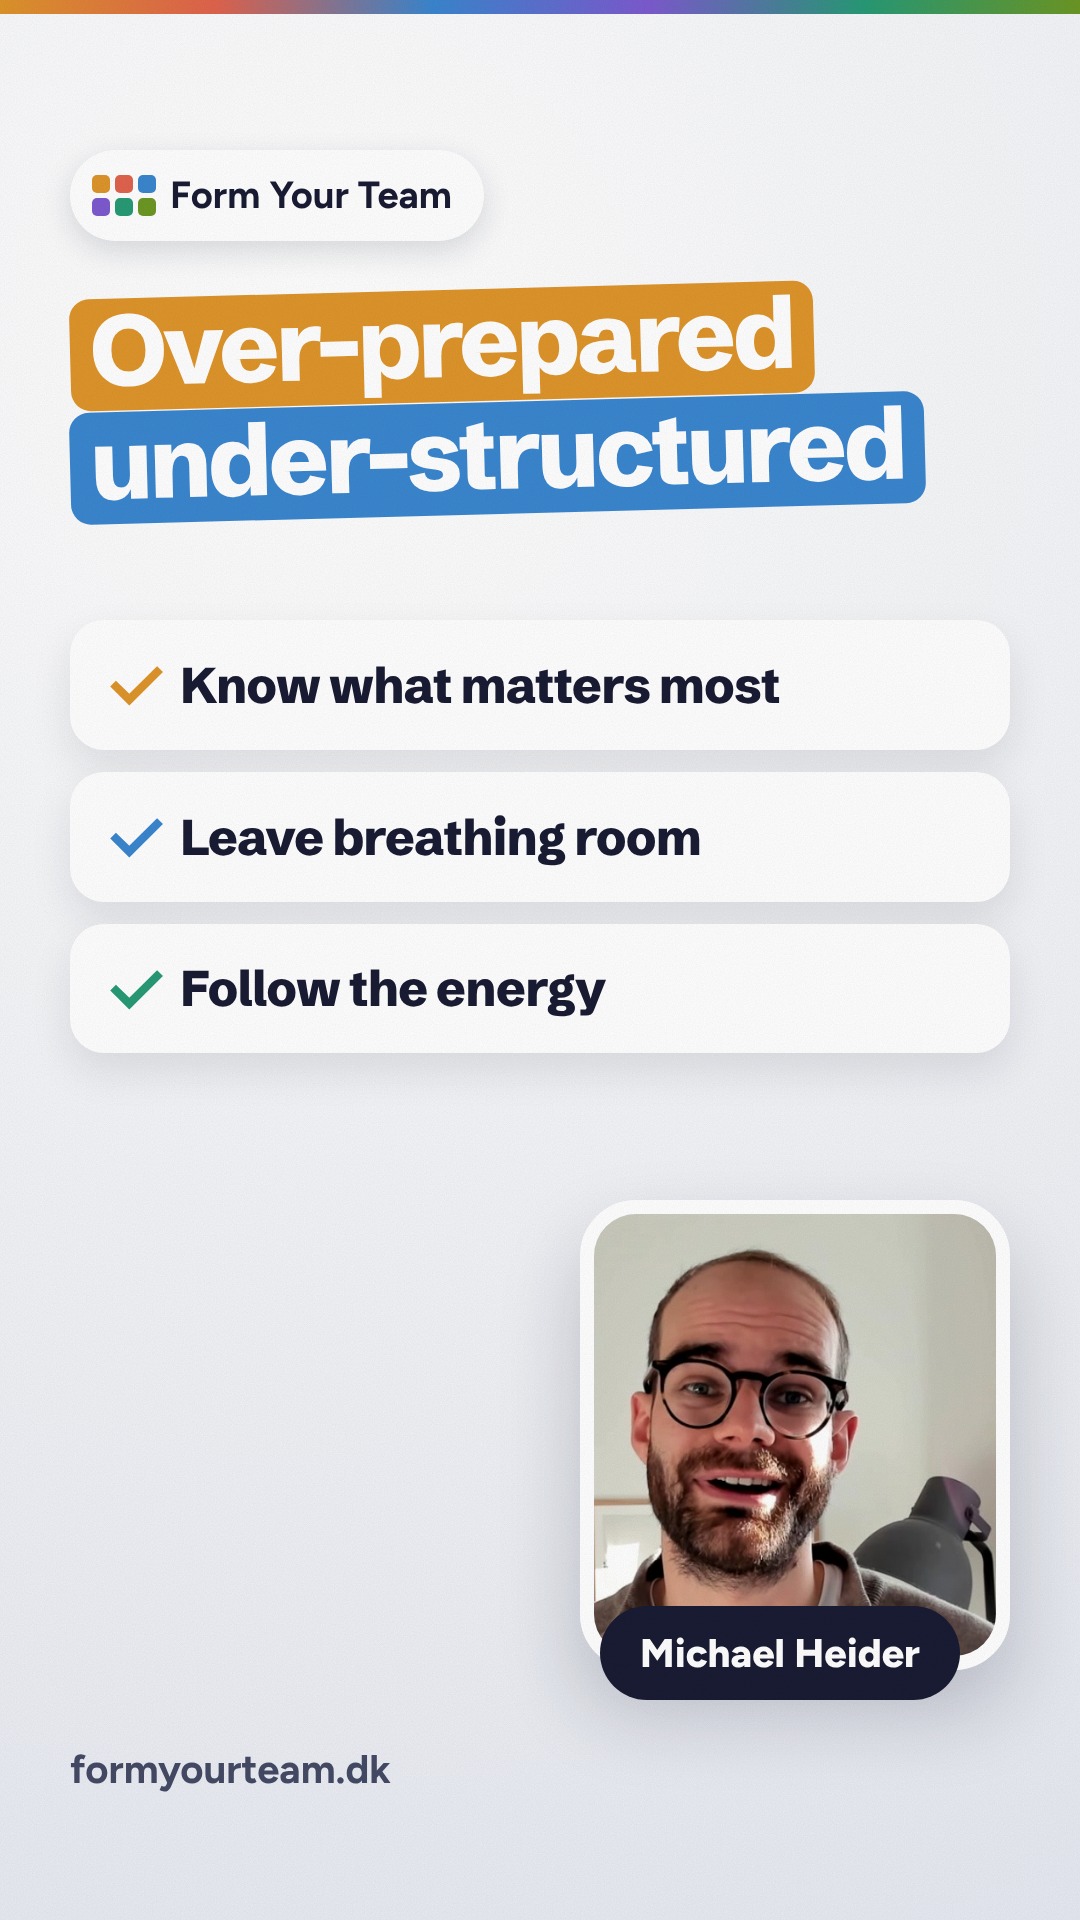 Form Your Team
Over-prepared
under-structured
Know what matters most
Leave breathing room
Follow the energy
Michael Heider
formyourteam.dk